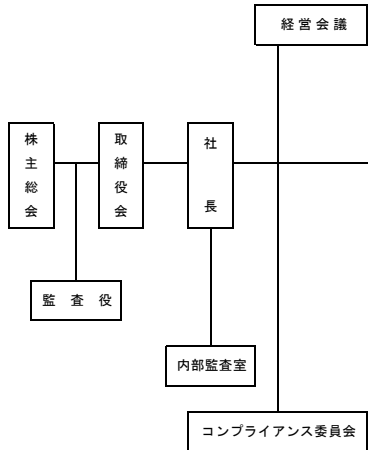 経営会議
株主総会
取締役会
社長
監査役
内部監査室
コンプライアンス委員会